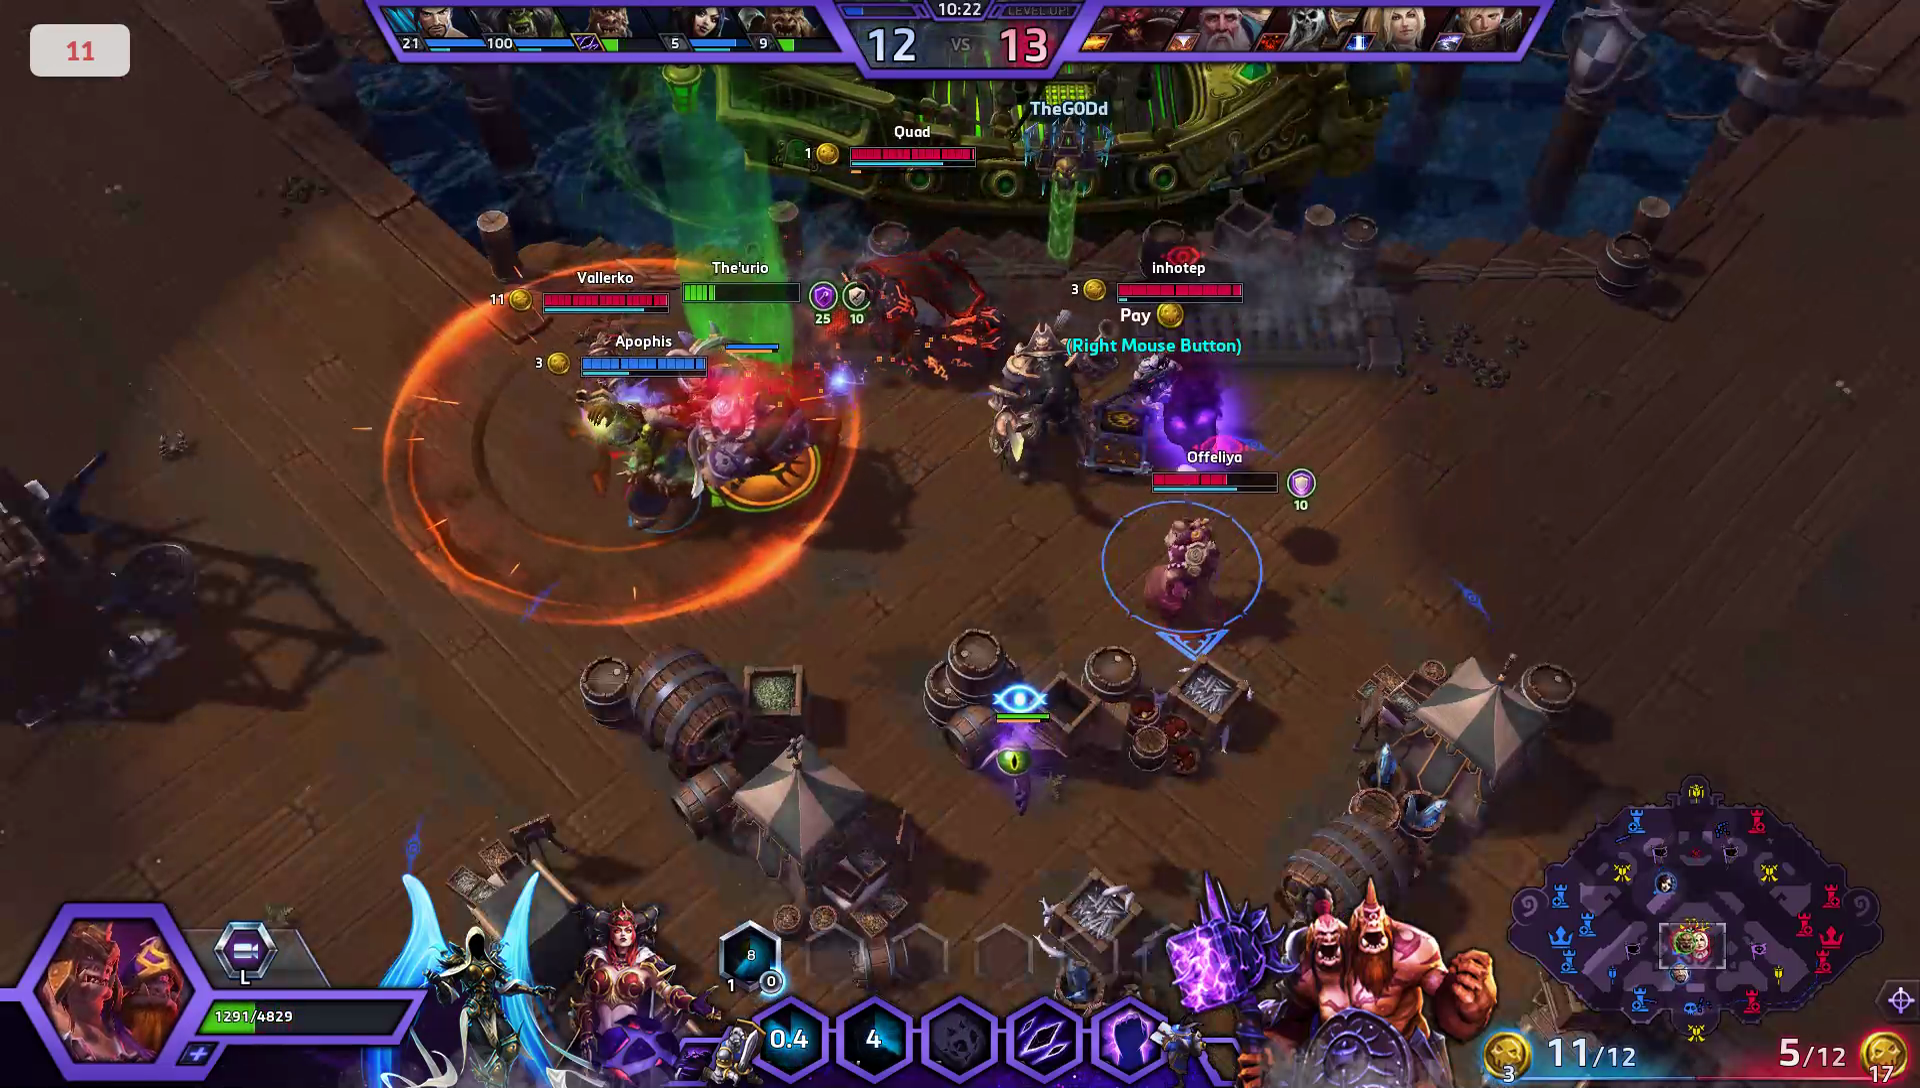 11
10:22
LEVEL UP!
12 VS 13
21
100
5
9
TheG0Dd
Quad
1
Vallerko
11
The'urio
25
10
Apophis
3
inhotep
3
Pay
(Right Mouse Button)
Offeliya
10
L
1291/4829
8
1
0
0.4
4
11/12
3
5/12
17